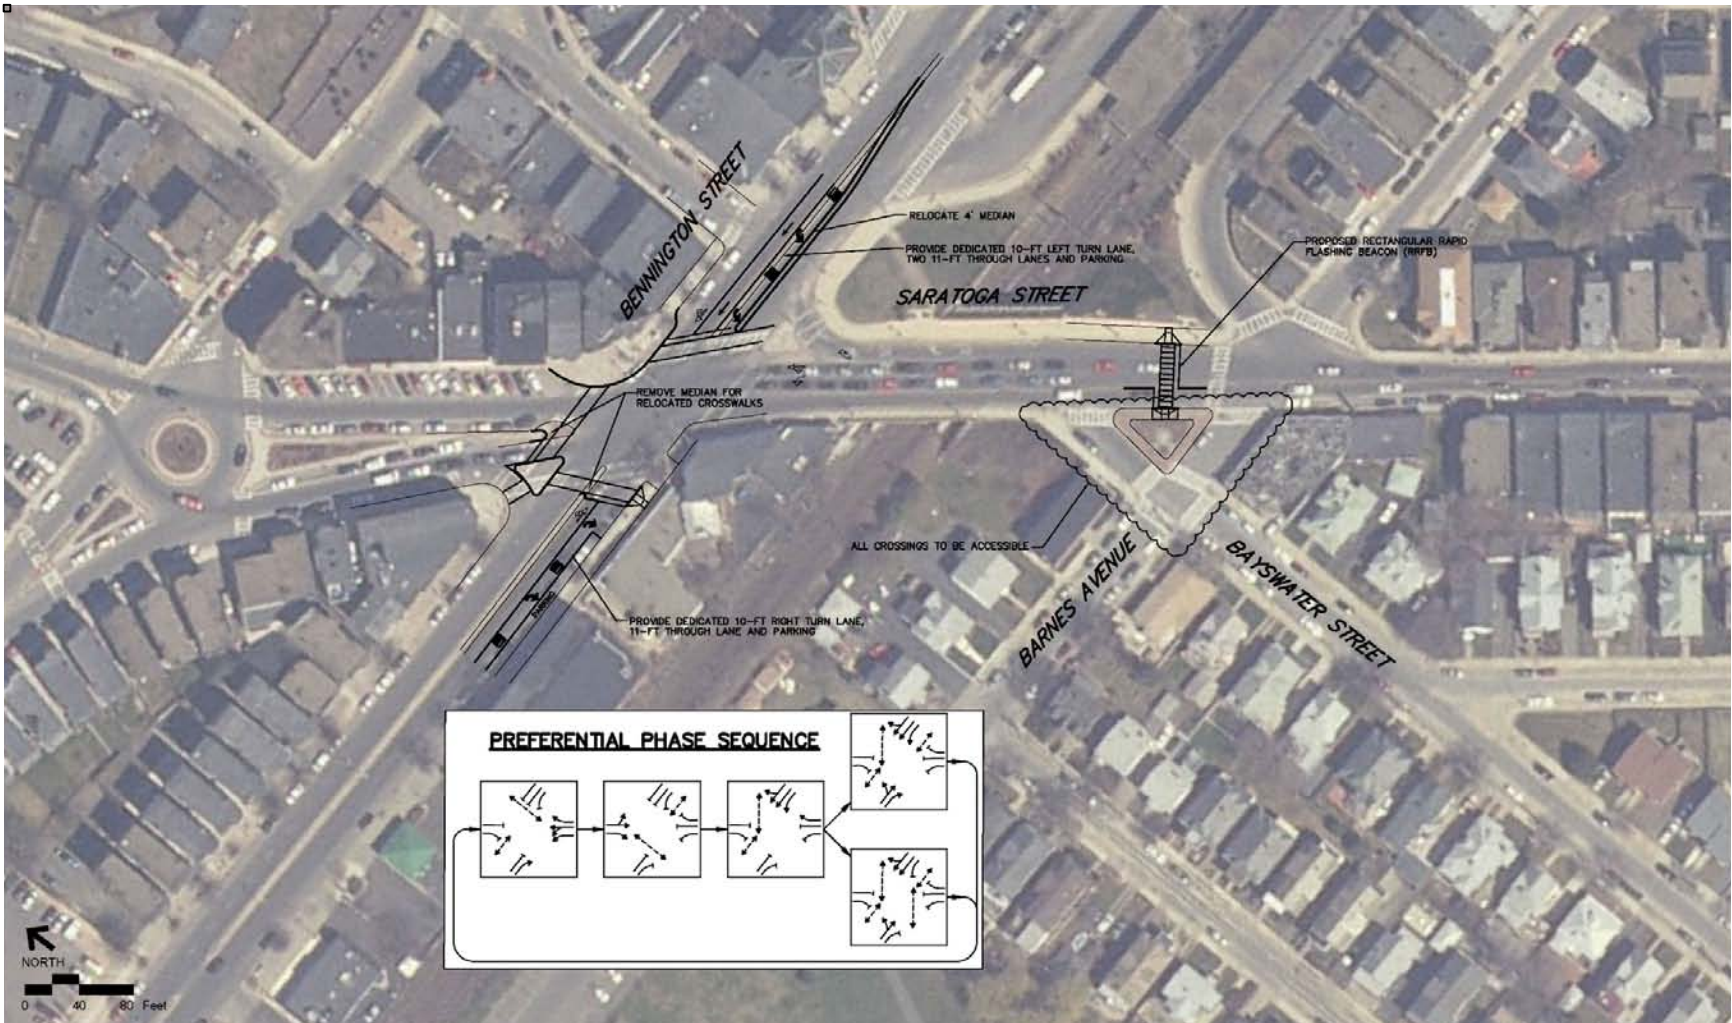 BENNINGTON STREET
RELOCATE 4' MEDIAN
PROVIDE DEDICATED 10-FT LEFT TURN LANE,
TWO 11-FT THROUGH LANES AND PARKING
SARATOGA STREET
PROPOSED RECTANGULAR RAPID
FLASHING BEACON (RRFB)
REMOVE MEDIAN FOR
RELOCATED CROSSWALKS
ALL CROSSINGS TO BE ACCESSIBLE
BARNES AVENUE
BAYSWATER STREET
PARKING
PROVIDE DEDICATED 10-FT RIGHT TURN LANE,
11-FT THROUGH LANE AND PARKING
PREFERENTIAL PHASE SEQUENCE
NORTH
0 40 80 Feet